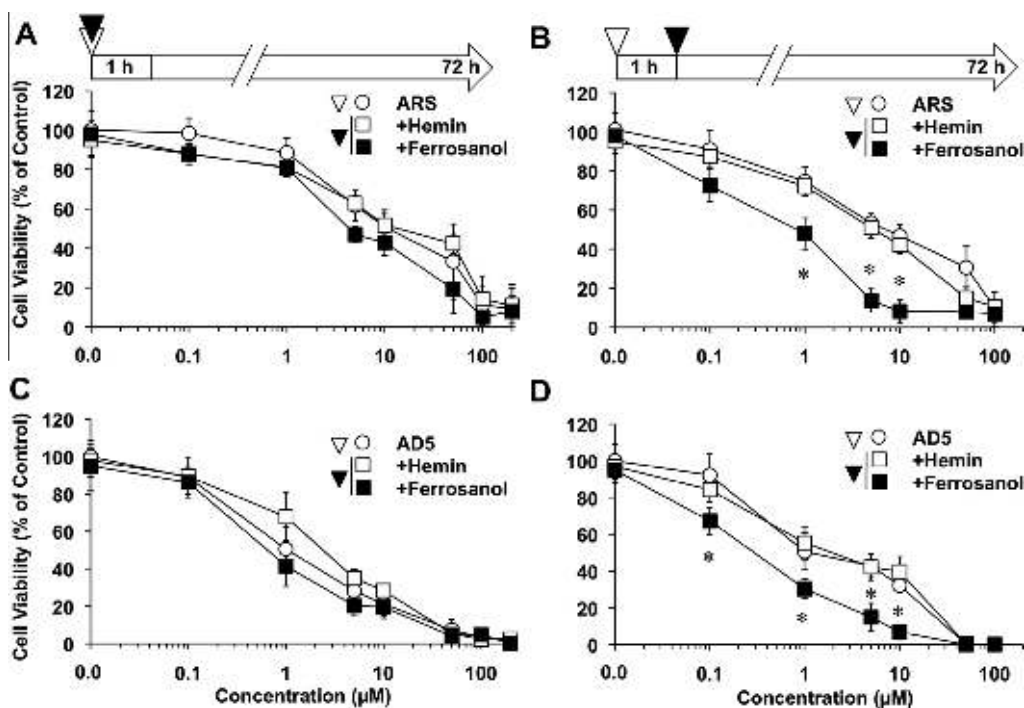 A
1 h
72 h
ARS
+Hemin
+Ferrosanol
Cell Viability (% of Control)
120
100
80
60
40
20
0
0.0
0.1
1
10
100
B
1 h
72 h
ARS
+Hemin
+Ferrosanol
120
100
80
60
40
20
0
*
*
*
0.0
0.1
1
10
100
C
AD5
+Hemin
+Ferrosanol
Cell Viability (% of Control)
120
100
80
60
40
20
0
0.0
0.1
1
10
100
Concentration (µM)
D
AD5
+Hemin
+Ferrosanol
120
100
80
60
40
20
0
*
*
*
*
0.0
0.1
1
10
100
Concentration (µM)